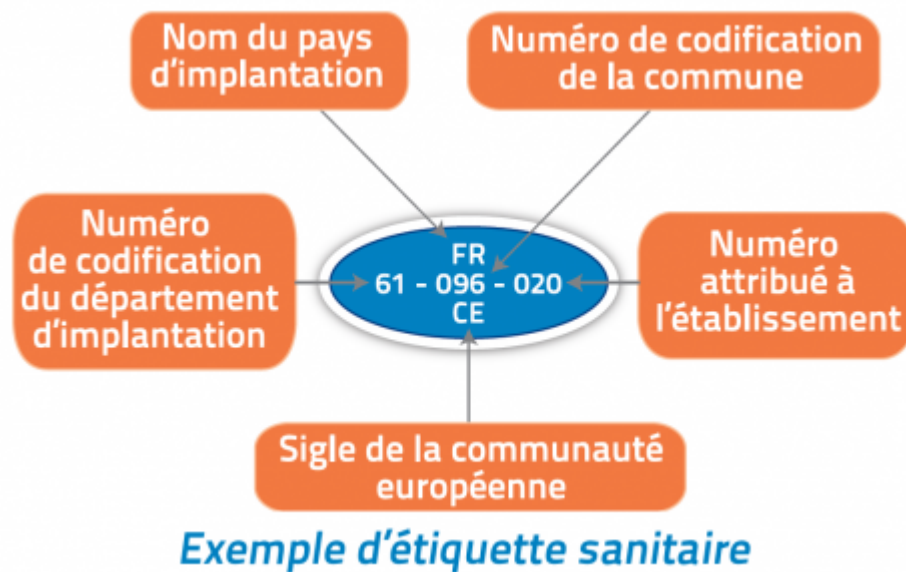 Nom du pays
d'implantation
Numéro de codification
de la commune
Numéro
de codification
du département
d'implantation
FR
61 - 096 - 020
CE
Numéro
attribué à
l'établissement
Sigle de la communauté
européenne
Exemple d'étiquette sanitaire